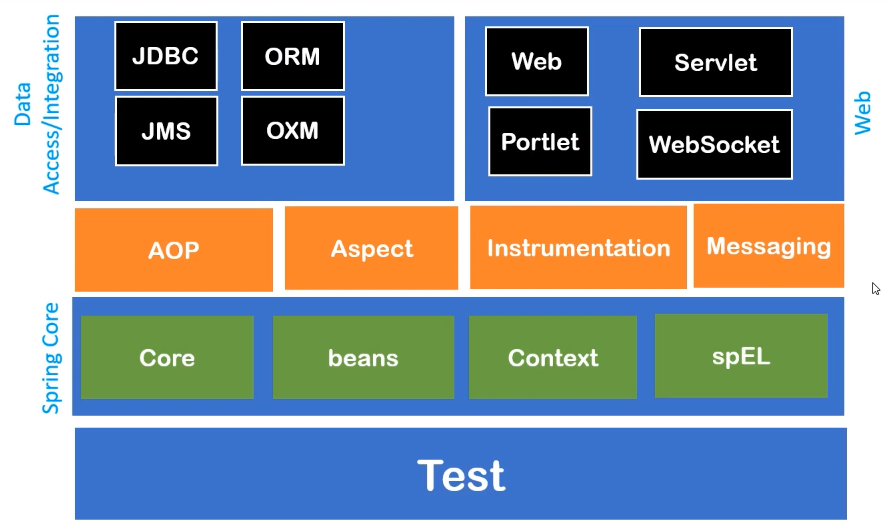 Data
Access/Integration
JDBC
ORM
JMS
OXM
Web
Servlet
Portlet
WebSocket
Web
AOP
Aspect
Instrumentation
Messaging
Spring Core
Core
beans
Context
spEL
Test